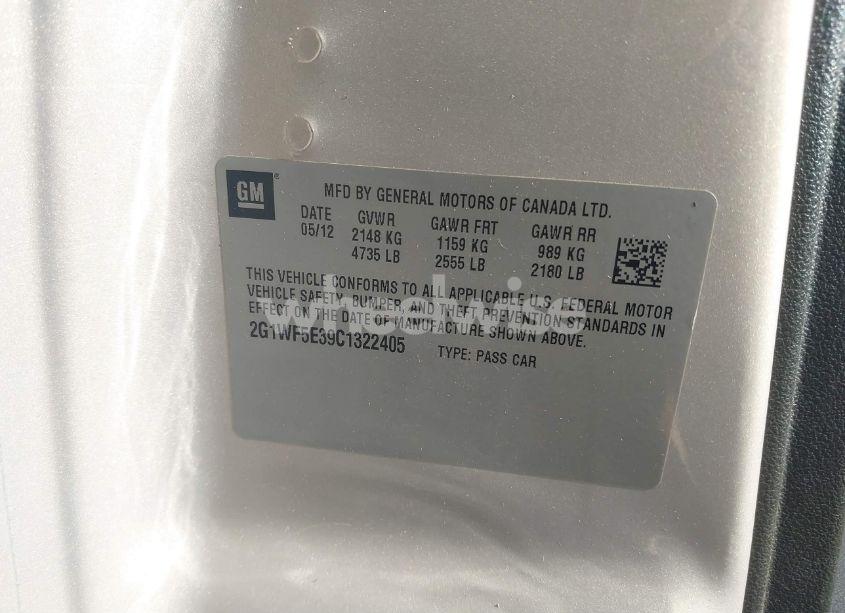 GM
MFD BY GENERAL MOTORS OF CANADA LTD.
DATE GVWR GAWR FRT GAWR RR
05/12 2148 KG 1159 KG 989 KG
4735 LB 2555 LB 2180 LB
THIS VEHICLE CONFORMS TO ALL APPLICABLE U.S. FEDERAL MOTOR
VEHICLE SAFETY, BUMPER, AND THEFT PREVENTION STANDARDS IN
EFFECT ON THE DATE OF MANUFACTURE SHOWN ABOVE.
2G1WF5E39C1322405 TYPE: PASS CAR